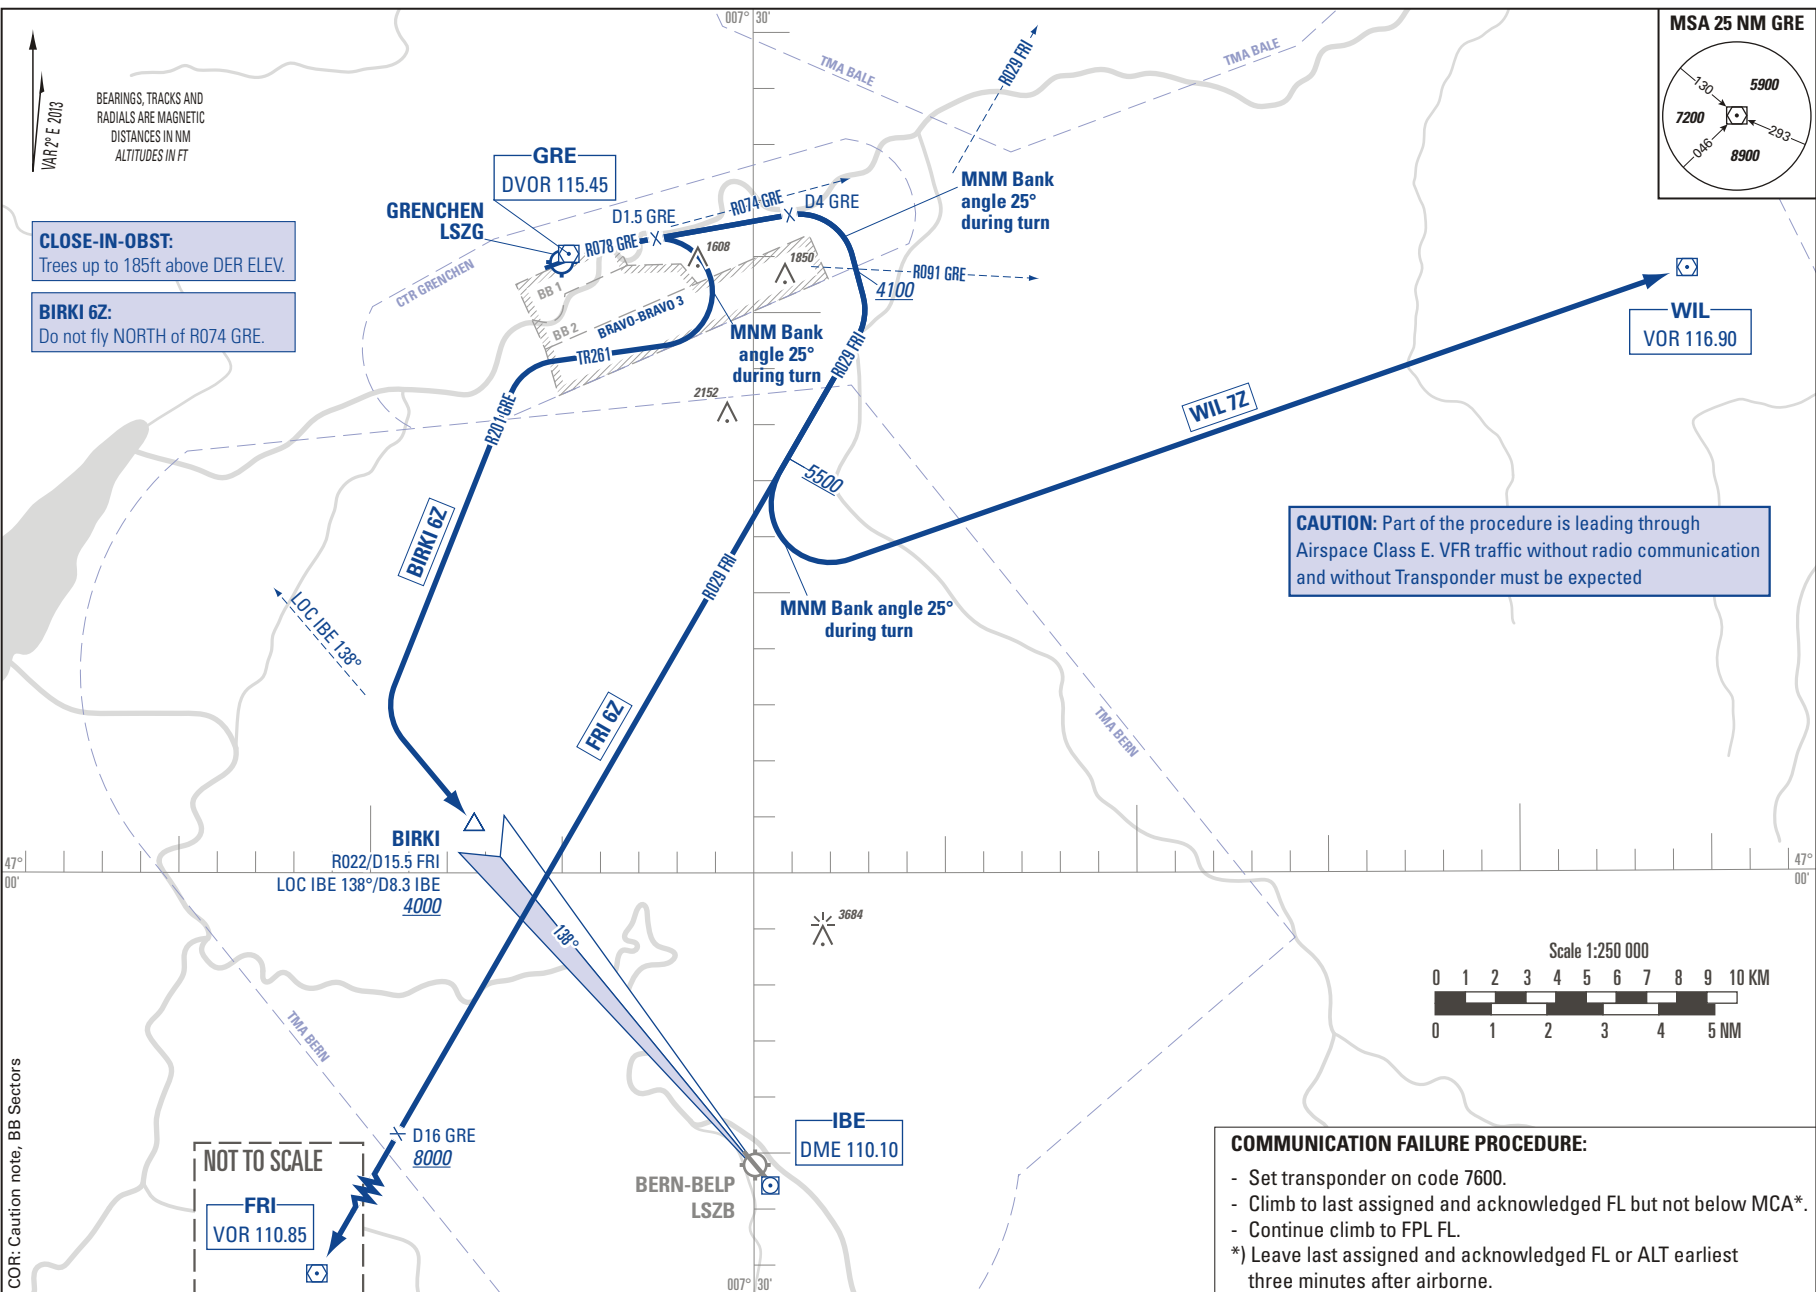 007° 30'
MSA 25 NM GRE
130
5900
7200
293
046
8900
VAR 2° E 2013
BEARINGS, TRACKS AND
RADIALS ARE MAGNETIC
DISTANCES IN NM
ALTITUDES IN FT
TMA BALE
R029 FRI
TMA BALE
GRE
DVOR 115.45
GRENCHEN
LSZG
D1.5 GRE
R078 GRE
R074 GRE
D4 GRE
MNM Bank
angle 25°
during turn
CLOSE-IN-OBST:
Trees up to 185ft above DER ELEV.
BIRKI 6Z:
Do not fly NORTH of R074 GRE.
CTR GRENCHEN
1608
1850
R091 GRE
4100
BB 1
BB 2
BRAVO-BRAVO 3
TR261
MNM Bank
angle 25°
during turn
R029 FRI
WIL
VOR 116.90
2152
R201 GRE
WIL 7Z
5500
BIRKI 6Z
CAUTION: Part of the procedure is leading through
Airspace Class E. VFR traffic without radio communication
and without Transponder must be expected
R029 FRI
LOC IBE 138°
MNM Bank angle 25°
during turn
FRI 6Z
TMA BERN
BIRKI
R022/D15.5 FRI
LOC IBE 138°/D8.3 IBE
4000
47°
00'
47°
00'
138°
3684
Scale 1:250 000
0 1 2 3 4 5 6 7 8 9 10 KM
0 1 2 3 4 5 NM
TMA BERN
D16 GRE
8000
NOT TO SCALE
FRI
VOR 110.85
IBE
DME 110.10
BERN-BELP
LSZB
COMMUNICATION FAILURE PROCEDURE:
- Set transponder on code 7600.
- Climb to last assigned and acknowledged FL but not below MCA*.
- Continue climb to FPL FL.
*) Leave last assigned and acknowledged FL or ALT earliest
three minutes after airborne.
007° 30'
COR: Caution note, BB Sectors